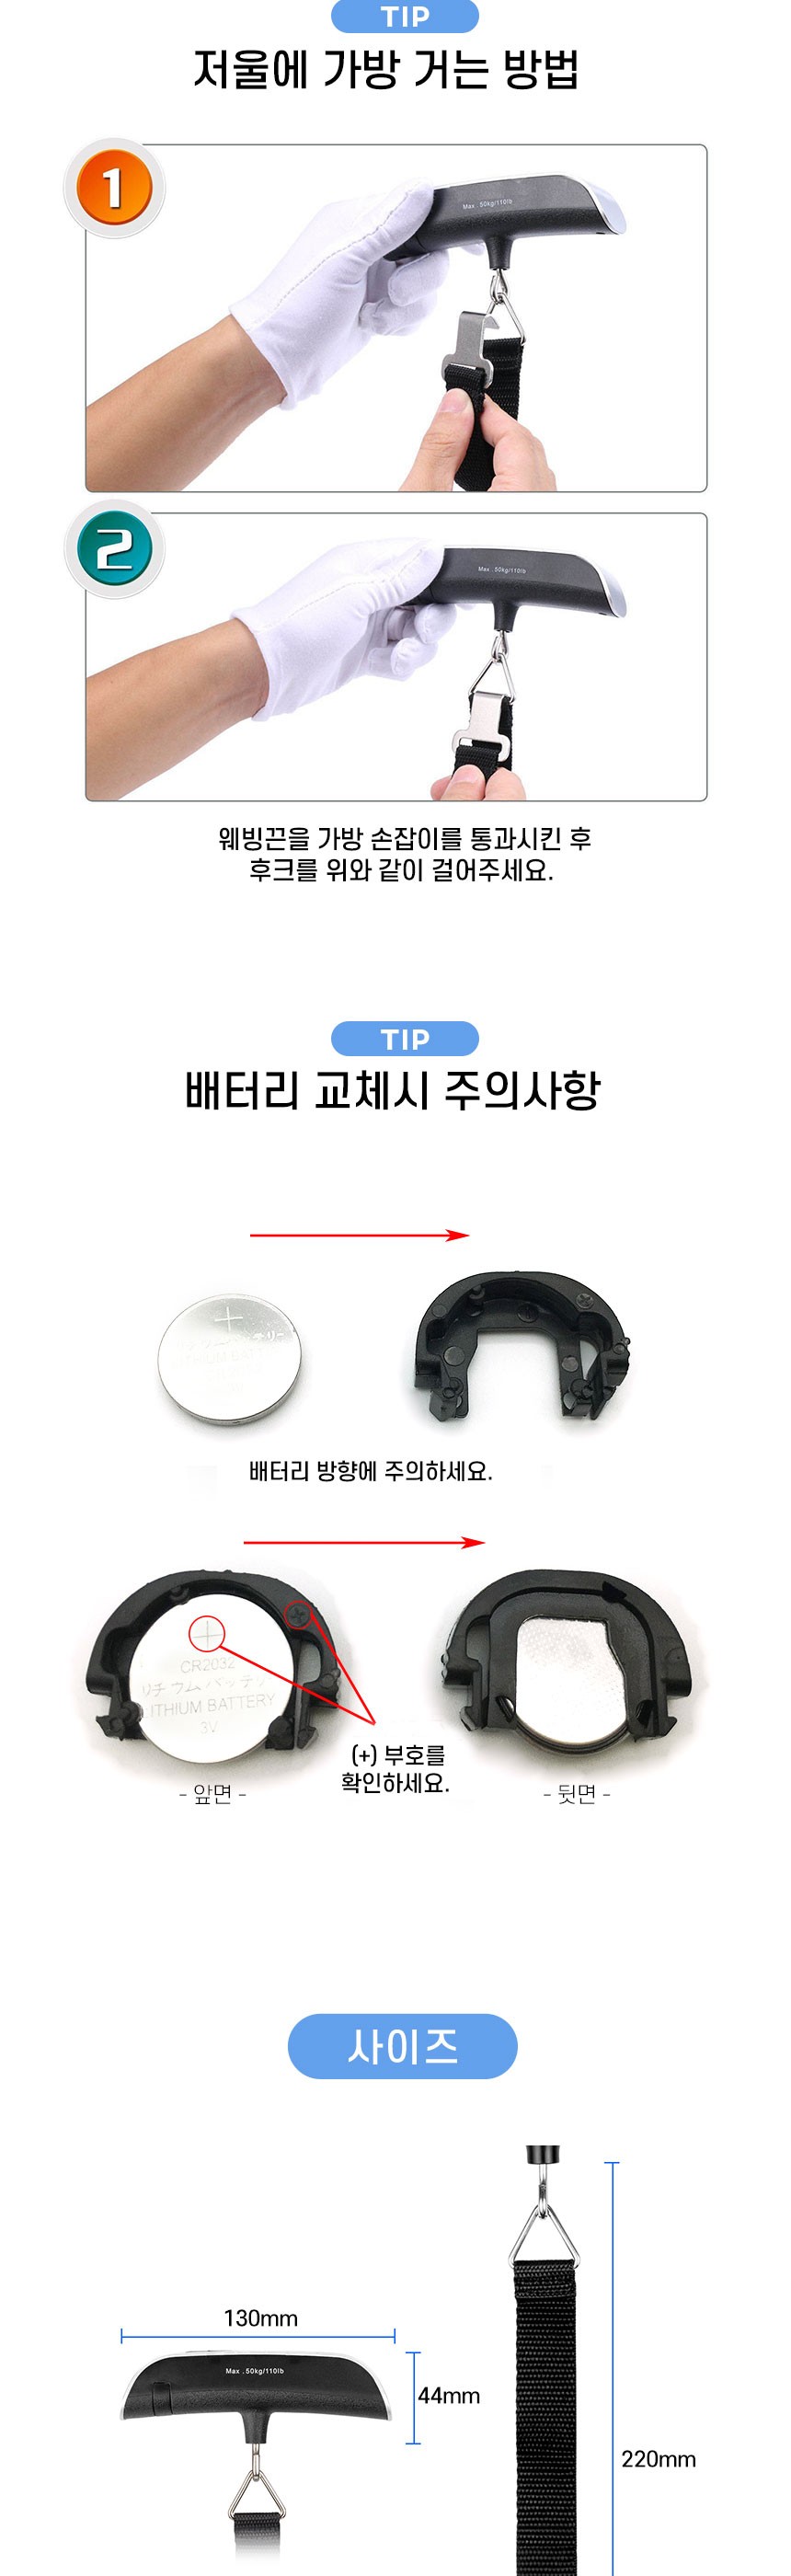 TIP
저울에 가방 거는 방법
1
Max . 50kg/110lb
2
Max . 50kg/110lb
웨빙끈을 가방 손잡이를 통과시킨 후
후크를 위와 같이 걸어주세요.
TIP
배터리 교체시 주의사항
배터리 방향에 주의하세요.
CR2032
リチウムバッテリ
ITHIUM BATTERY
3V
(+) 부호를
확인하세요.
- 앞면 -
- 뒷면 -
사이즈
130mm
Max . 50kg/110lb
44mm
220mm